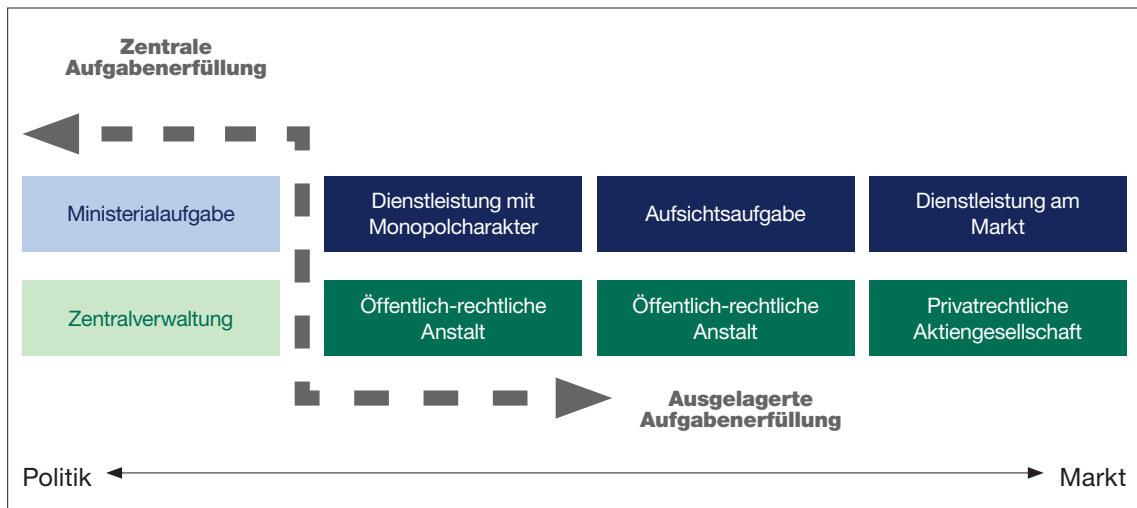 Zentrale
Aufgabenerfüllung
Ministerialaufgabe
Dienstleistung mit
Monopolcharakter
Aufsichtsaufgabe
Dienstleistung am
Markt
Zentralverwaltung
Öffentlich-rechtliche
Anstalt
Öffentlich-rechtliche
Anstalt
Privatrechtliche
Aktiengesellschaft
Ausgelagerte
Aufgabenerfüllung
Politik
Markt